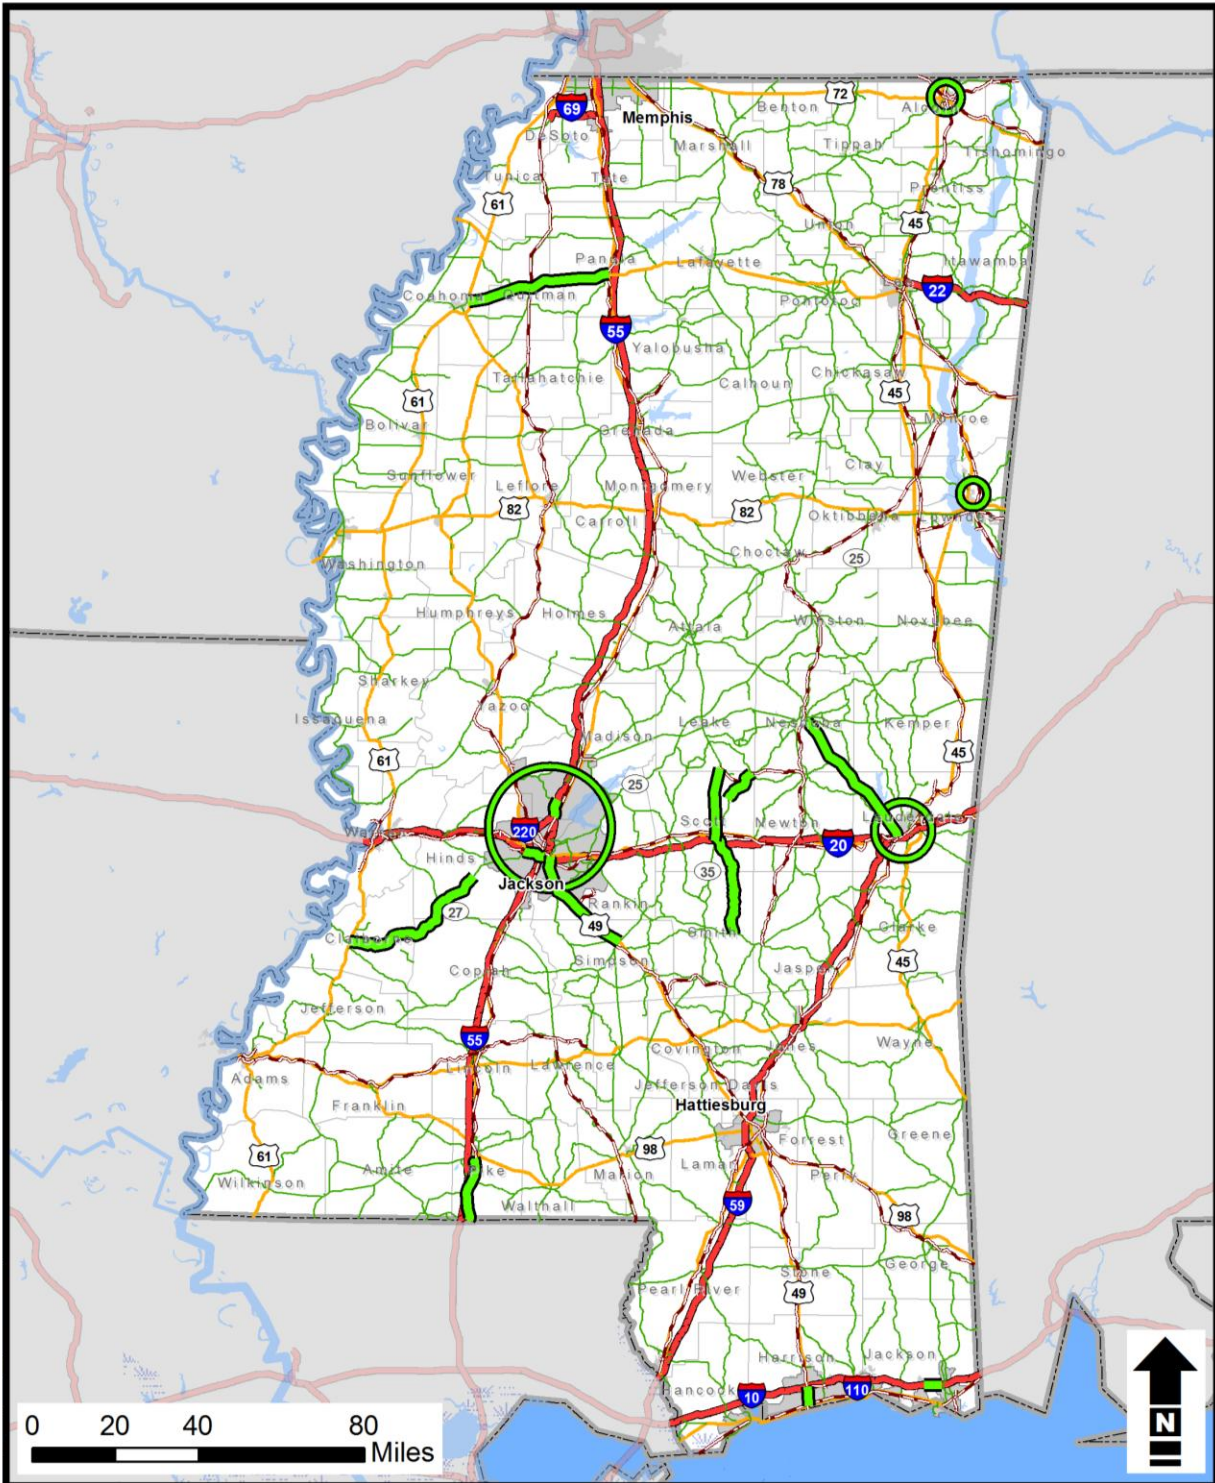 72
Benton
Alcorn
69
Memphis
DeSoto
Marshall
Tippah
Tishomingo
Tunica
Tate
78
Prentiss
61
45
Union
Panola
Lafayette
Itawamba
Lee
22
Coahoma
Quitman
Pontotoc
55
Yalobusha
Tallahatchie
Calhoun
Chickasaw
61
45
Bolivar
Grenada
Monroe
Sunflower
Leflore
Montgomery
Webster
Clay
82
82
Carroll
Oktibbeha
Lowndes
Washington
Choctaw
25
Humphreys
Holmes
Attala
Winston
Noxubee
Sharkey
Yazoo
Issaquena
Leake
Neshoba
Kemper
Madison
61
45
25
Warren
220
Scott
Newton
Lauderdale
20
Hinds
Jackson
35
Rankin
27
49
Claiborne
Smith
Clarke
Simpson
Copiah
Jasper
45
Jefferson
55
Covington
Jones
Wayne
Adams
Lincoln
Lawrence
Jefferson Davis
Franklin
Hattiesburg
Forrest
Greene
61
98
Amite
Pike
Marion
Lamar
Perry
Wilkinson
Walthall
59
98
George
Stone
Pearl River
49
Harrison
Jackson
Hancock
10
110
0 20 40 80
Miles
N